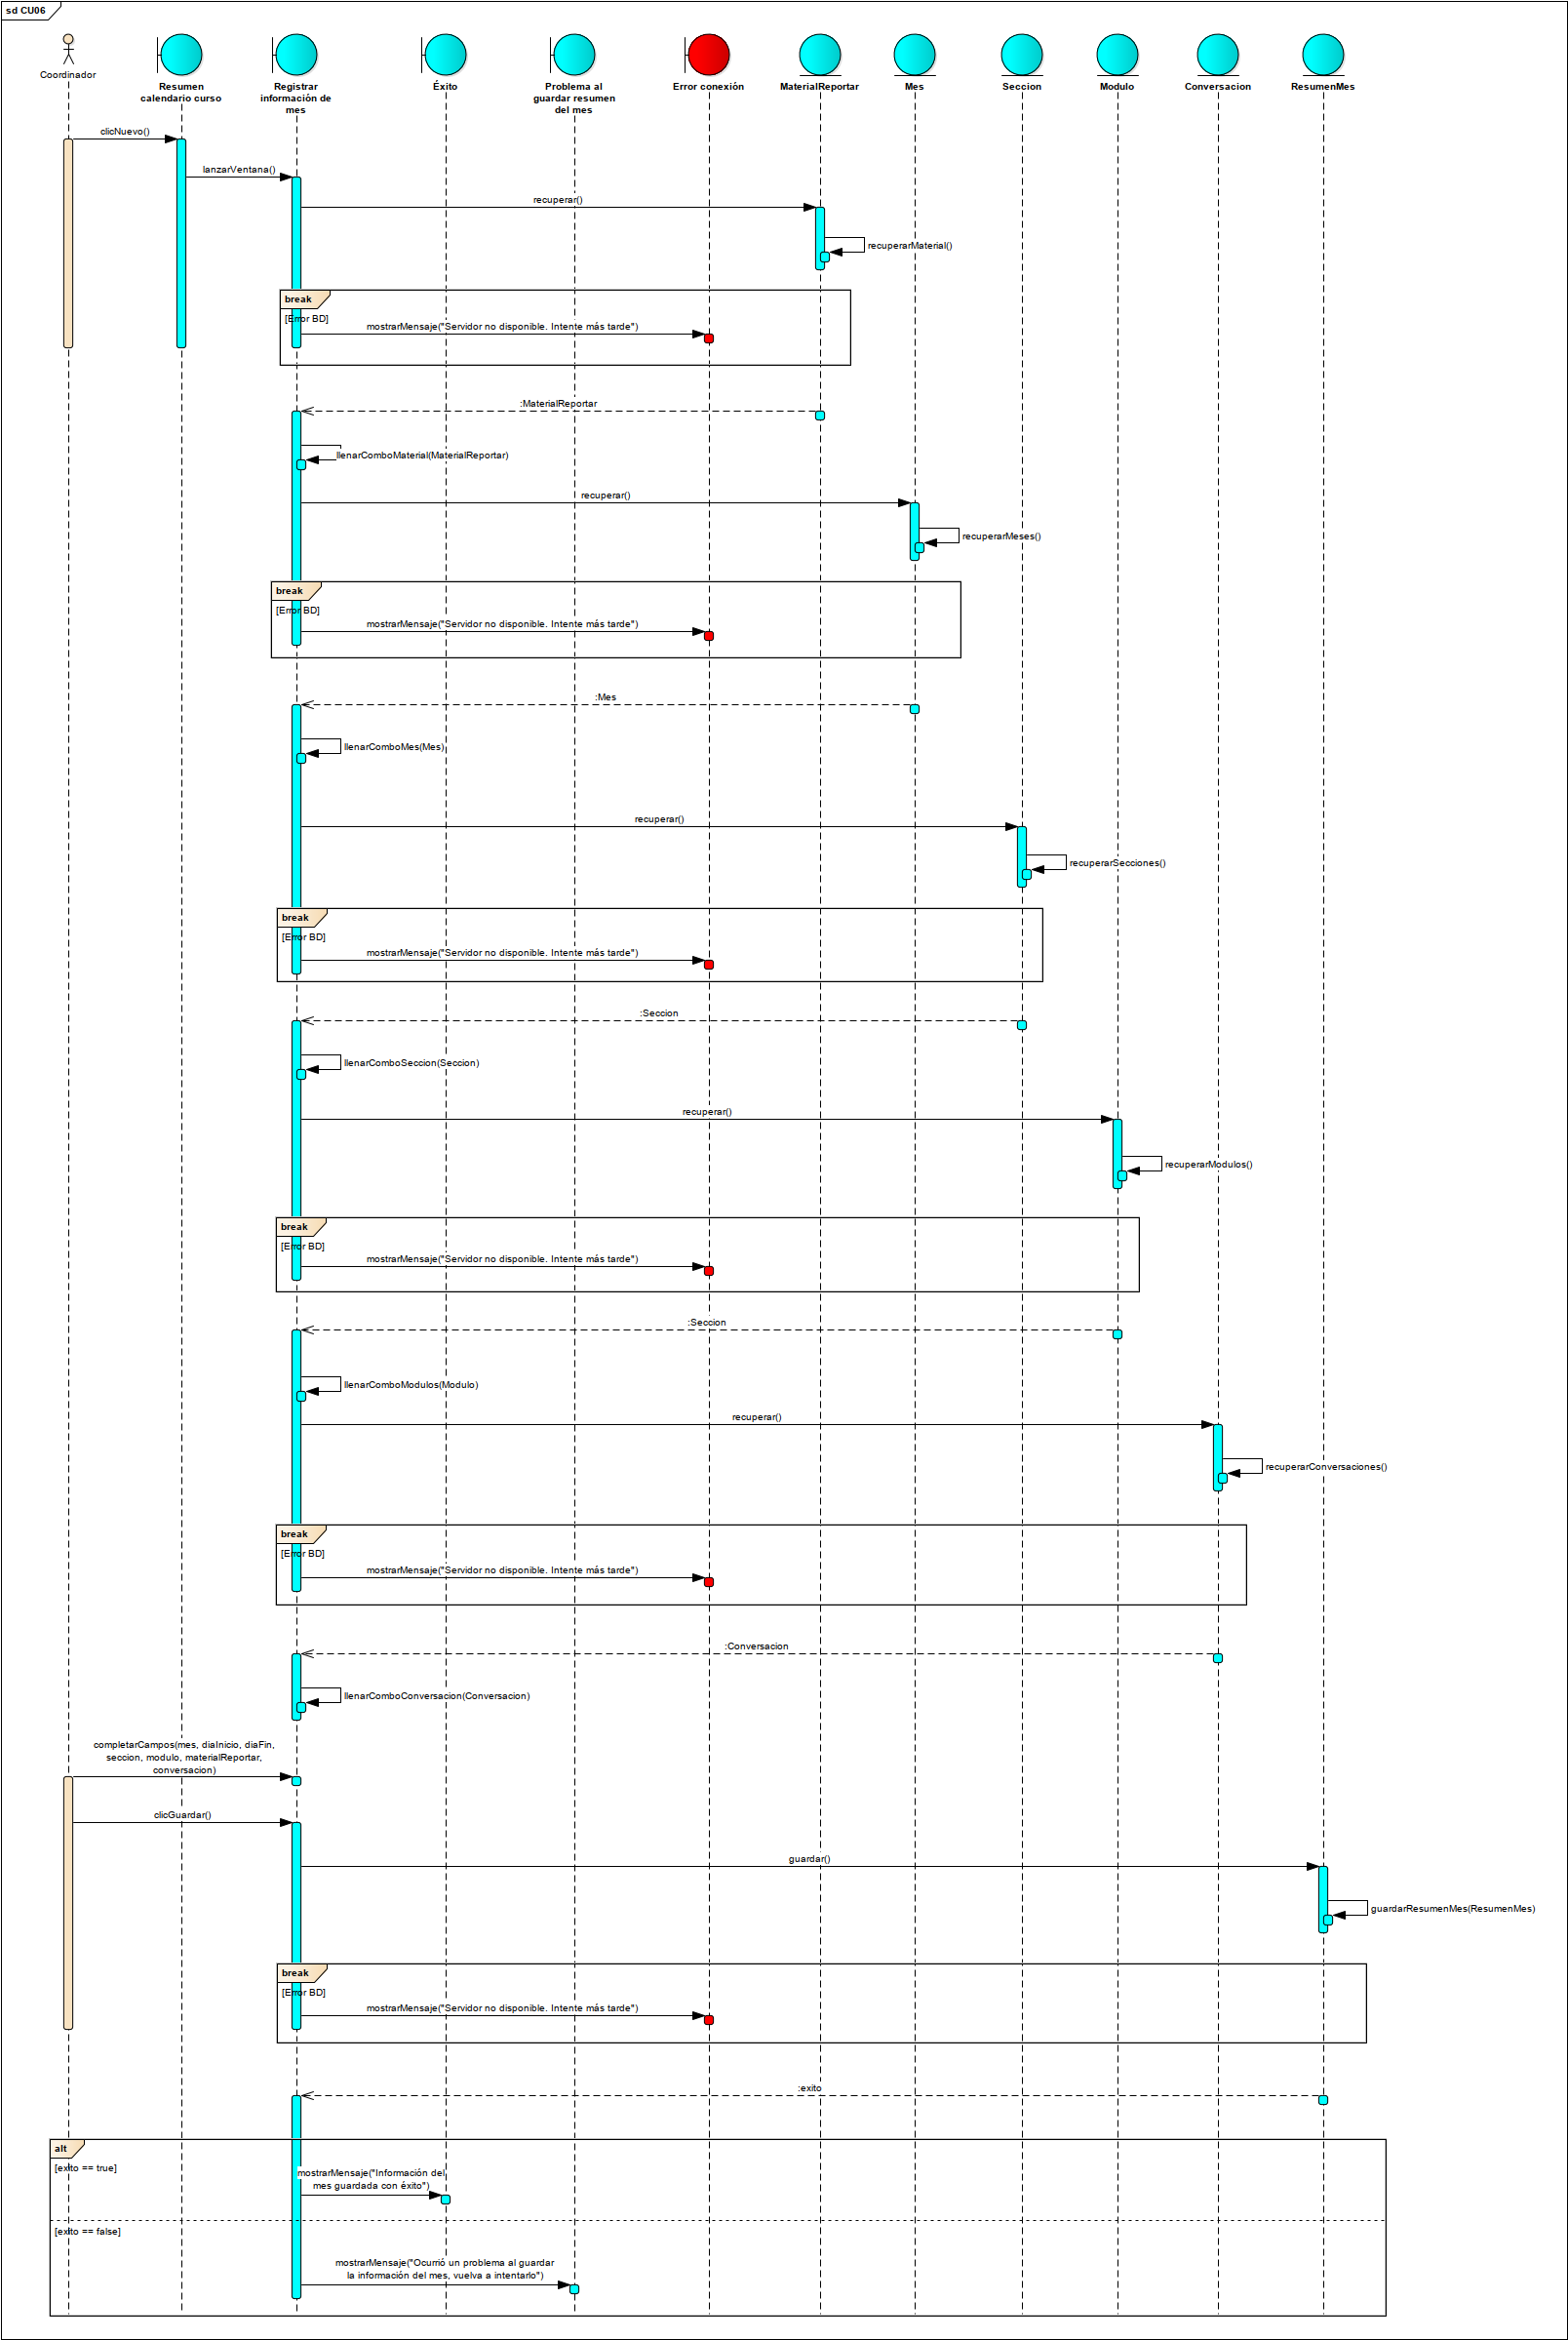 sd CU06
Coordinador
Resumen
calendario curso
Registrar
información de
mes
Éxito
Problema al
guardar resumen
del mes
Error conexión
MaterialReportar
Mes
Seccion
Modulo
Conversacion
ResumenMes
clicNuevo()
lanzarVentana()
recuperar()
recuperarMaterial()
break
[Error BD]
mostrarMensaje("Servidor no disponible. Intente más tarde")
:MaterialReportar
llenarComboMaterial(MaterialReportar)
recuperar()
recuperarMeses()
break
[Error BD]
mostrarMensaje("Servidor no disponible. Intente más tarde")
:Mes
llenarComboMes(Mes)
recuperar()
recuperarSecciones()
break
[Error BD]
mostrarMensaje("Servidor no disponible. Intente más tarde")
:Seccion
llenarComboSeccion(Seccion)
recuperar()
recuperarModulos()
break
[Error BD]
mostrarMensaje("Servidor no disponible. Intente más tarde")
:Seccion
llenarComboModulos(Modulo)
recuperar()
recuperarConversaciones()
break
[Error BD]
mostrarMensaje("Servidor no disponible. Intente más tarde")
:Conversacion
llenarComboConversacion(Conversacion)
completarCampos(mes, diaInicio, diaFin,
seccion, modulo, materialReportar,
conversacion)
clicGuardar()
guardar()
guardarResumenMes(ResumenMes)
break
[Error BD]
mostrarMensaje("Servidor no disponible. Intente más tarde")
:exito
alt
[exito == true]
mostrarMensaje("Información del
mes guardada con éxito")
[exito == false]
mostrarMensaje("Ocurrió un problema al guardar
la información del mes, vuelva a intentarlo")